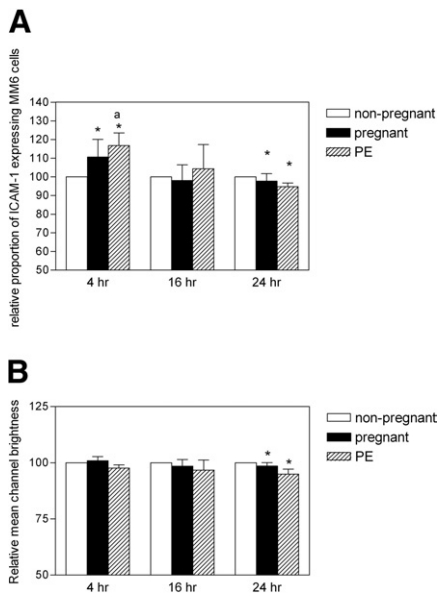 A
relative proportion of ICAM-1 expressing MM6 cells
140
130
120
110
100
90
80
70
60
50
a
*
*
*
*
4 hr
16 hr
24 hr
non-pregnant
pregnant
PE
B
Relative mean channel brightness
125
100
75
50
*
*
4 hr
16 hr
24 hr
non-pregnant
pregnant
PE